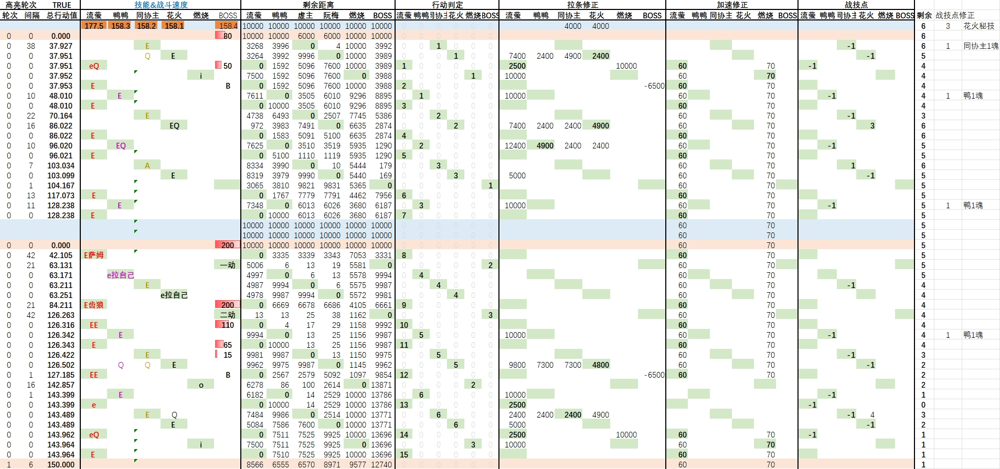 高亮轮次 TRUE 技能&战斗速度 剩余距离 行动判定 拉条修正 加速修正 战技点
轮次 间隔 总行动值 流萤 鸭鸭 同协主 花火 燃烧 BOSS 流萤 鸭鸭 虚主 阮梅 燃烧 BOSS 流萤 鸭鸭 同协主 花火 燃烧 BOSS 流萤 鸭鸭 同协主 花火 燃烧 BOSS 流萤 鸭鸭 同协主 花火 燃烧 BOSS 流萤 鸭鸭 同协主 花火 燃烧 BOSS 剩余 战技点修正
177.5 158.3 158.2 158.1 158.4 10000 10000 10000 10000 10000 10000 0 0 0 0 0 0 4000 4000 6 3 花火秘技
0 0 0.000 80 10000 10000 6000 6000 10000 10000 0 0 0 0 0 0 6
0 38 37.927 E 3268 3996 0 4 10000 3992 0 0 1 0 0 0 -1 6 1 同协主1魂
0 0 37.951 Q E 3264 3992 9996 0 10000 3989 0 0 0 1 0 0 7400 2400 4900 2400 -1 5
0 0 37.951 eQ 50 0 1592 5096 7600 10000 3989 1 0 0 0 0 0 2500 10000 60 70 -1 4
0 0 37.952 i 7500 1592 5096 7600 0 3988 0 0 0 0 1 0 10000 60 70 4
0 0 37.953 E B 0 1592 5096 7600 10000 3988 2 0 0 0 0 0 -6500 60 70 4
0 10 48.010 E 7611 0 3505 6010 9296 8895 0 1 0 0 0 0 10000 60 70 -1 4 1 鸭1魂
0 0 48.010 E 0 10000 3505 6010 9296 8895 3 0 0 0 0 0 60 70 4
0 22 70.164 E 4738 6493 0 2507 7745 5386 0 0 2 0 0 0 60 70 -1 3
0 16 86.022 EQ 972 3983 7491 0 6635 2874 0 0 0 2 0 0 7400 2400 2400 4900 60 70 3 6
0 0 86.022 E 0 1583 5091 5100 6635 2874 4 0 0 0 0 0 60 70 6
0 10 96.020 EQ 7625 0 3510 3519 5935 1290 0 2 0 0 0 0 12400 4900 2400 2400 60 70 -1 5
0 0 96.021 E 0 5100 1110 1119 5935 1290 5 0 0 0 0 0 60 70 5
0 7 103.034 A 8334 3990 0 10 5444 179 0 0 3 0 0 0 60 70 1 6
0 0 103.099 E 8319 3979 9990 0 5440 169 0 0 0 3 0 0 5000 60 70 -1 5
0 1 104.167 3065 3810 9821 9831 5365 0 0 0 0 0 0 1 60 70 5
0 13 117.073 E 0 1767 7779 7791 4462 7956 6 0 0 0 0 0 60 70 5
0 11 128.238 E 7348 0 6013 6026 3680 6187 0 3 0 0 0 0 10000 60 70 -1 5 1 鸭1魂
0 0 128.238 E 0 10000 6013 6026 3680 6187 7 0 0 0 0 0 60 70 5
10000 10000 10000 10000 10000 10000 0 0 0 0 0 0 60 70 5
10000 10000 10000 10000 10000 10000 0 0 0 0 0 0 60 70 5
0 0 0.000 200 10000 10000 10000 10000 10000 10000 0 0 0 0 0 0 60 70 5
0 42 42.105 E萨姆 0 3335 3339 3343 7053 3331 8 0 0 0 0 0 60 70 5
0 21 63.131 一动 5006 6 13 19 5581 0 0 0 0 0 0 2 60 70 5
0 0 63.171 e拉自己 4997 0 6 13 5578 9994 0 4 0 0 0 0 60 70 5
0 0 63.211 E 4987 9994 0 6 5575 9987 0 0 4 0 0 0 60 70 -1 4
0 0 63.251 e拉自己 4978 9987 9994 0 5572 9981 0 0 0 4 0 0 60 70 4
0 21 84.211 E齿狼 200 0 6669 6678 6686 4105 6661 9 0 0 0 0 0 60 70 4
0 42 126.263 二动 13 13 25 38 1162 0 0 0 0 0 0 3 60 70 4
0 0 126.316 EE 110 0 4 17 29 1158 9992 10 0 0 0 0 0 60 70 4
0 0 126.342 E 9994 0 13 25 1156 9987 0 5 0 0 0 0 10000 60 70 -1 4 1 鸭1魂
0 0 126.343 E 65 0 10000 13 25 1156 9987 11 0 0 0 0 0 60 70 4
0 0 126.422 E 15 9981 9987 0 13 1150 9975 0 0 5 0 0 0 60 70 -1 3
0 0 126.502 Q Q E 9962 9975 9987 0 1145 9962 0 0 0 5 0 0 9800 7300 7300 4800 60 70 -1 2
0 1 127.185 EE B 0 2567 2579 5092 1097 9854 12 0 0 0 0 0 -6500 60 70 2
0 16 142.857 o 6278 86 100 2614 0 13871 0 0 0 0 2 0 2
0 1 143.399 E 6182 0 14 2529 10000 13786 0 6 0 0 0 0 10000 -1 1
0 0 143.399 e 0 10000 14 2529 10000 13786 13 0 0 0 0 0 2500 -1 0
0 0 143.489 E Q 7484 9986 0 2514 10000 13771 0 0 6 0 0 0 2400 2400 2400 4900 -1 4 3
0 0 143.489 E 5084 7586 7600 0 10000 13771 0 0 0 6 0 0 5000 -1 2
0 0 143.962 eQ 0 7511 7525 9925 10000 13696 14 0 0 0 0 0 2500 10000 60 70 -1 1
0 0 143.964 i 7500 7511 7525 9925 0 13696 0 0 0 0 3 0 10000 60 70 1
0 0 143.964 E 0 7510 7525 9925 10000 13696 15 0 0 0 0 0 60 70 1
1 6 150.000 8566 6555 6570 8971 9577 12740 0 0 0 0 0 0 60 70 1